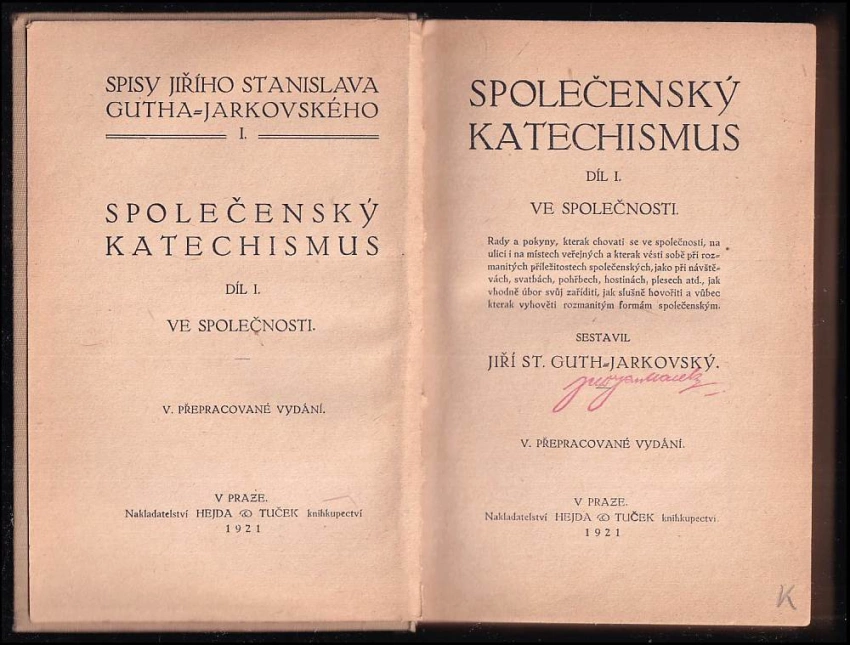 SPISY JIŘÍHO STANISLAVA
GUTHA=JARKOVSKÉHO
I.
SPOLEČENSKÝ
KATECHISMUS
DÍL I.
VE SPOLEČNOSTI.
V. PŘEPRACOVANÉ VYDÁNÍ.
V PRAZE.
Nakladatelství HEJDA & TUČEK knihkupectví
1921
SPOLEČENSKÝ
KATECHISMUS
DÍL I.
VE SPOLEČNOSTI.
Rady a pokyny, kterak chovati se ve společnosti, na
ulici i na místech veřejných a kterak vésti sobě při roz=
manitých příležitostech společenských, jako při návště=
vách, svatbách, pohřbech, hostinách, plesech atd., jak
vhodně úbor svůj zaříditi, jak slušně hovořiti a vůbec
kterak vyhověti rozmanitým formám společenským.
SESTAVIL
JIŘÍ ST. GUTH=JARKOVSKÝ.
V. PŘEPRACOVANÉ VYDÁNÍ.
V PRAZE.
Nakladatelství HEJDA & TUČEK knihkupectví
1921
K